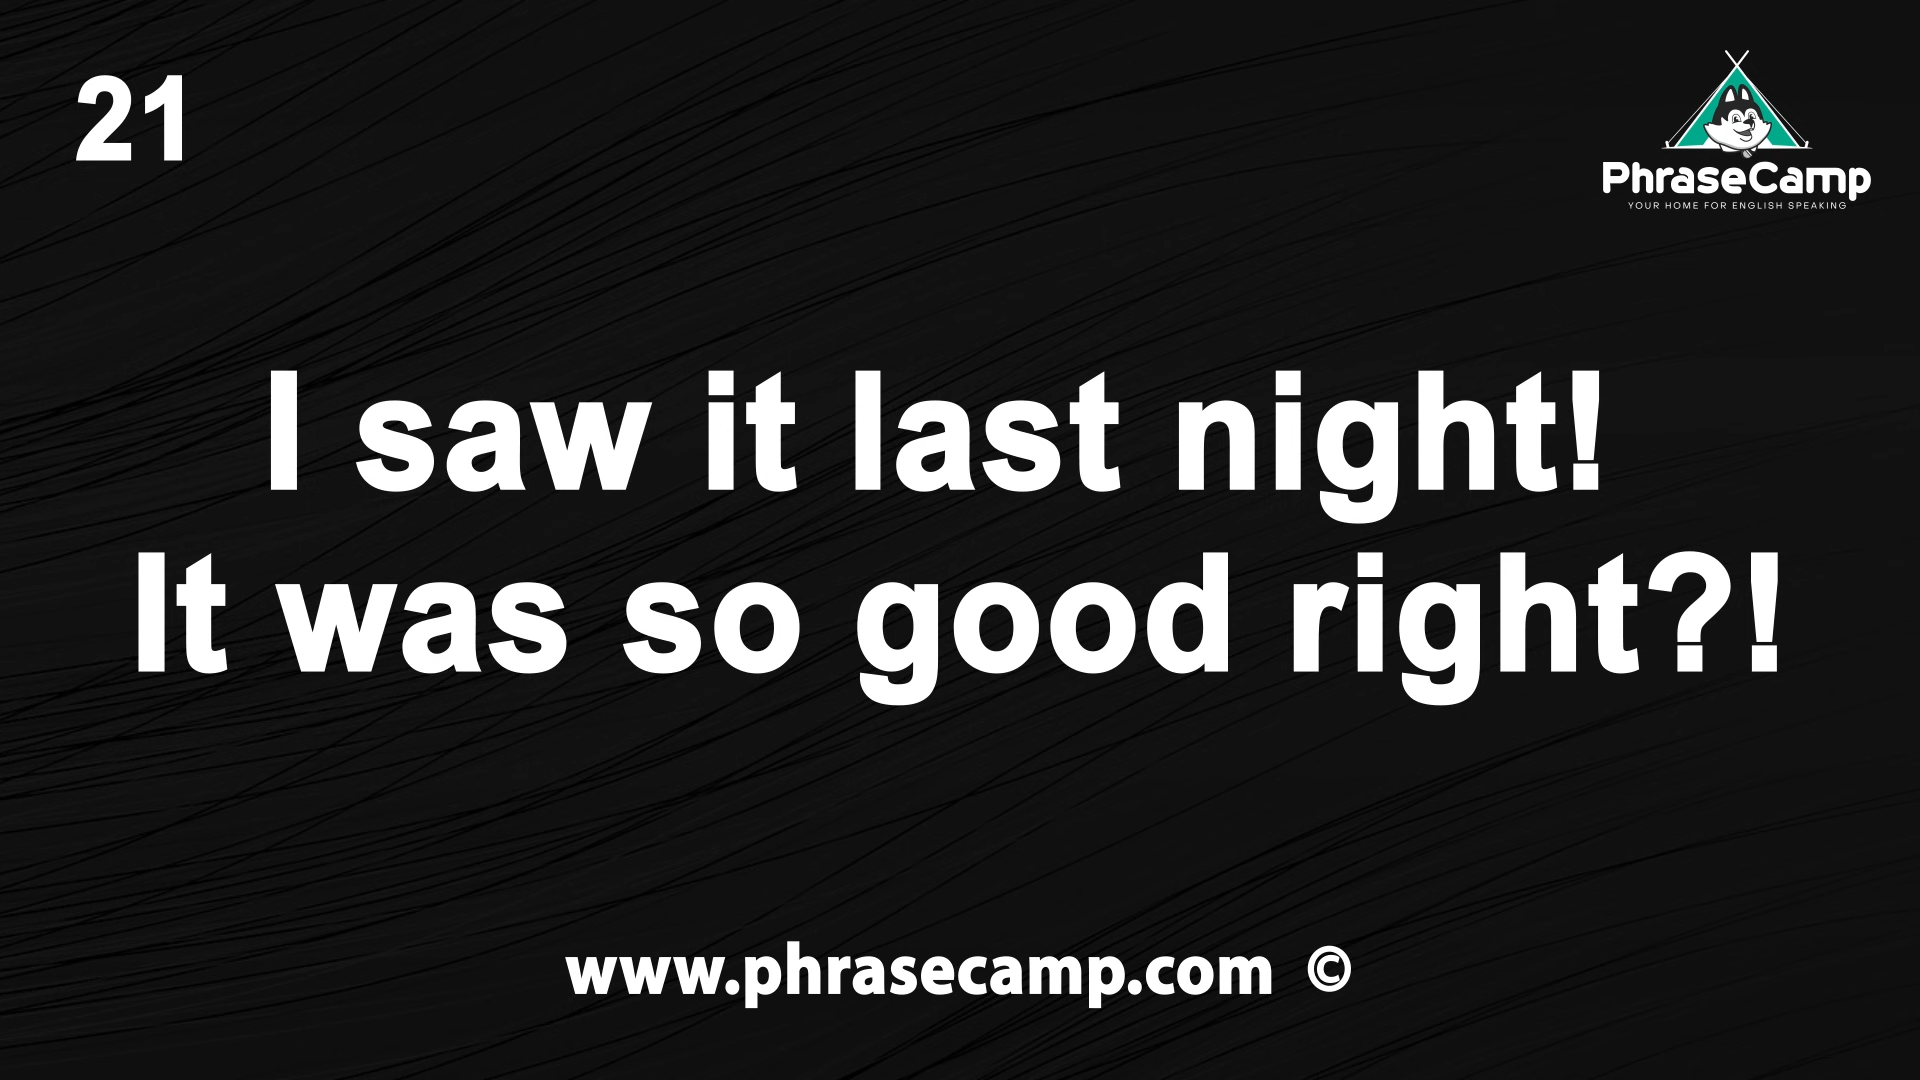 21
PhraseCamp
YOUR HOME FOR ENGLISH SPEAKING
I saw it last night!
It was so good right?!
www.phrasecamp.com ©